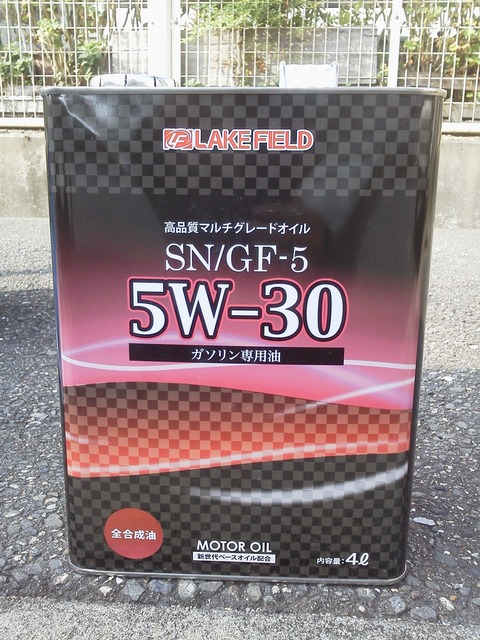 LF LAKE FIELD
高品質マルチグレードオイル
SN/GF-5
5W-30
ガソリン専用油
全合成油
MOTOR OIL
新世代ベースオイル配合
内容量:4ℓ